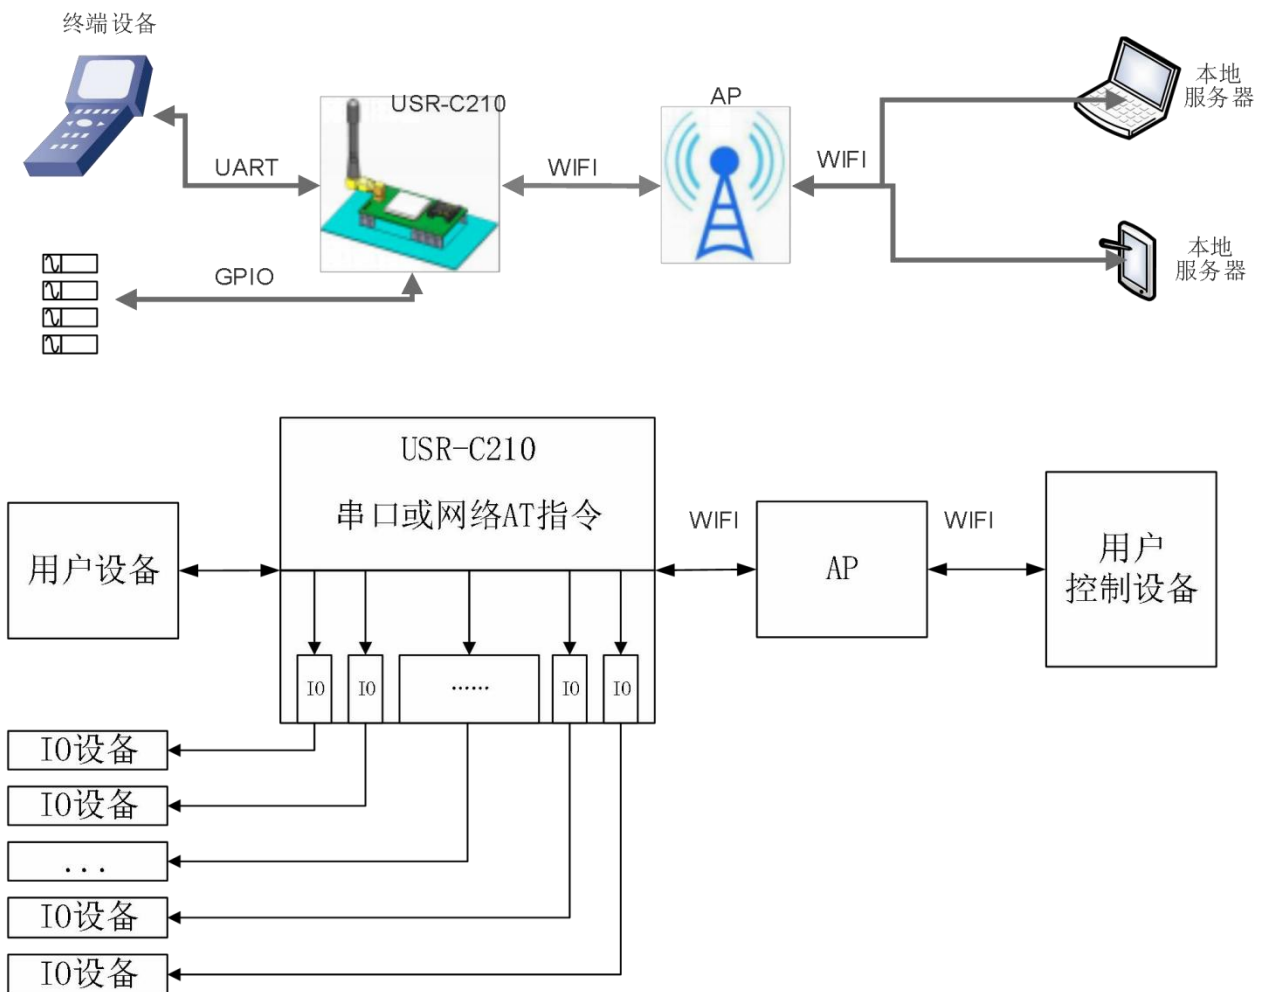 终端设备
USR-C210
AP
本地
服务器
UART
WIFI
WIFI
GPIO
本地
服务器
USR-C210
串口或网络AT指令
用户设备
WIFI
AP
WIFI
用户
控制设备
IO
IO
......
IO
IO
IO设备
IO设备
...
IO设备
IO设备